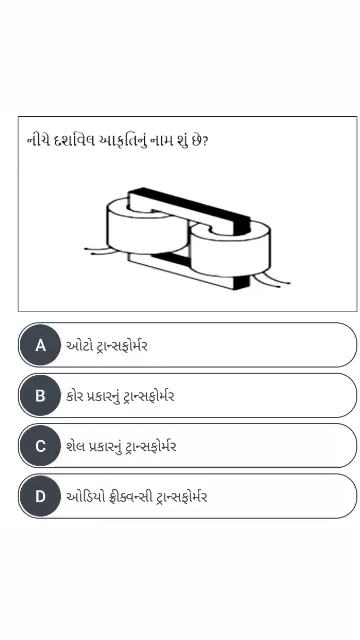 નીચે દર્શાવેલ આકૃતિનું નામ શું છે?
A ઓટો ટ્રાન્સફોર્મર
B કોર પ્રકારનું ટ્રાન્સફોર્મર
C શેલ પ્રકારનું ટ્રાન્સફોર્મર
D ઓડિયો ફ્રીક્વન્સી ટ્રાન્સફોર્મર